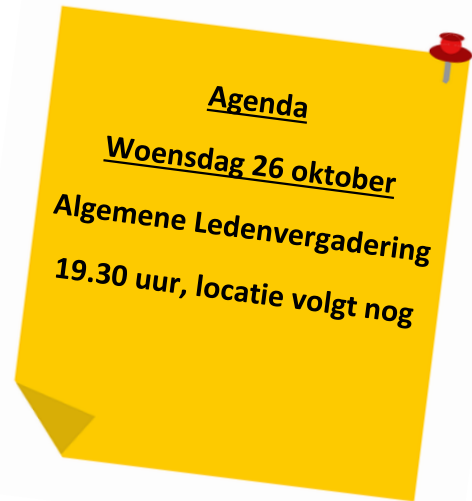 Agenda
Woensdag 26 oktober
Algemene Ledenvergadering
19.30 uur, locatie volgt nog